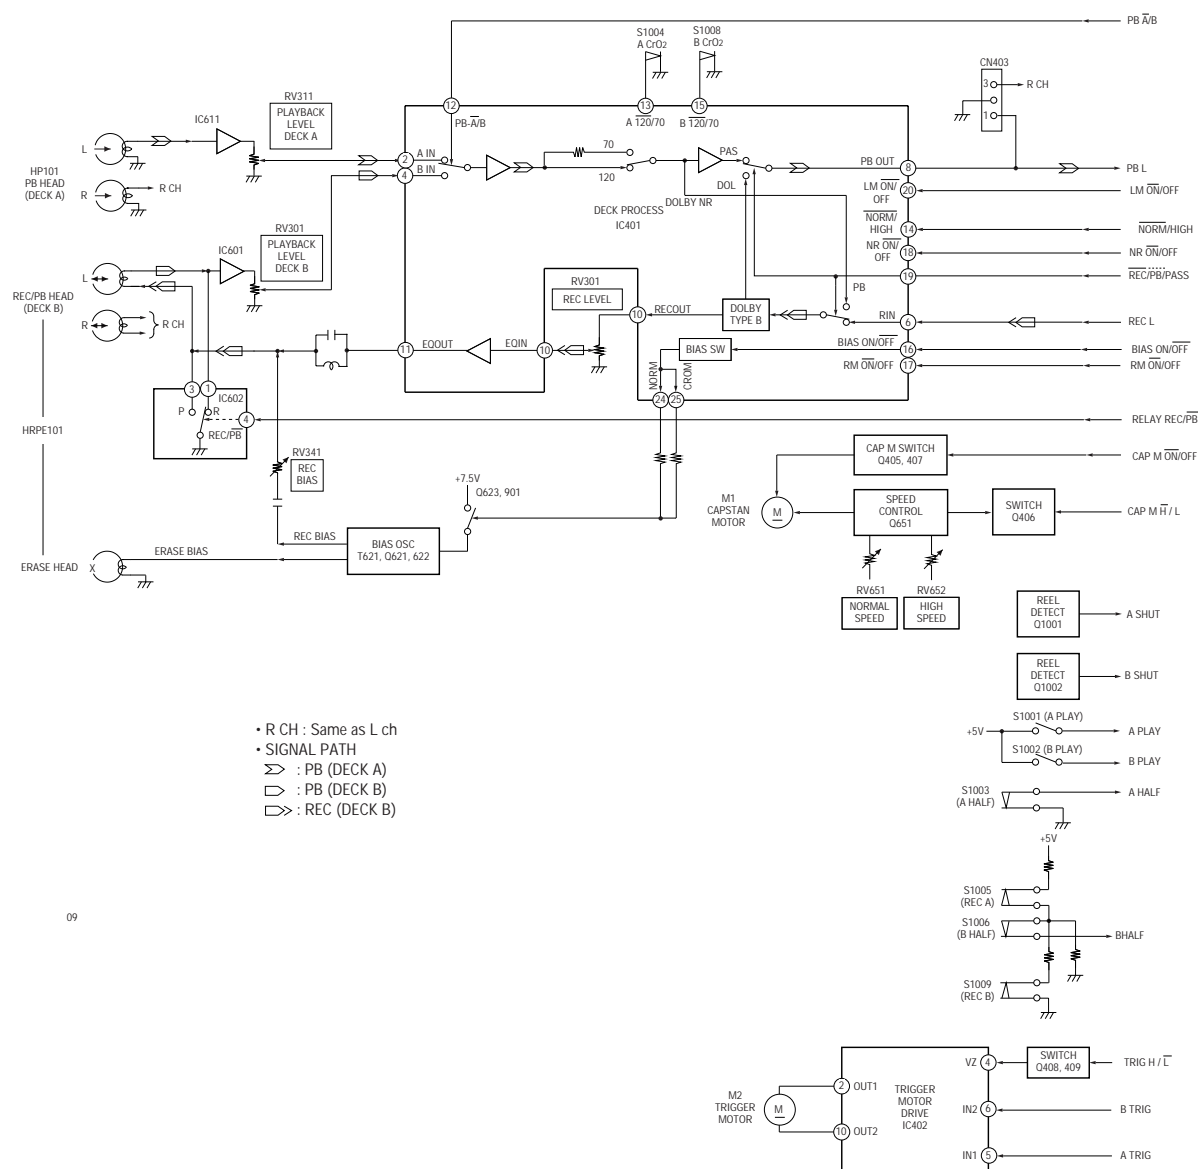 PB A/B
S1004
A CrO2
S1008
B CrO2
CN403
3
R CH
1
RV311
PLAYBACK
LEVEL
DECK A
IC611
12
PB-A/B
13
A 120/70
15
B 120/70
L
HP101
PB HEAD
(DECK A)
R
R CH
2
A IN
4
B IN
70
120
PAS
DOL
DOLBY NR
DECK PROCESS
IC401
PB OUT
8
PB L
LM ON/
OFF
20
LM ON/OFF
NORM/
HIGH
14
NORM/HIGH
NR ON/
OFF
18
NR ON/OFF
19
REC/PB/PASS
PB
RV301
PLAYBACK
LEVEL
DECK B
IC601
L
REC/PB HEAD
(DECK B)
R
R CH
RV301
REC LEVEL
10
RECOUT
DOLBY
TYPE B
RIN
6
REC L
BIAS ON/OFF
16
BIAS ON/OFF
RM ON/OFF
17
RM ON/OFF
BIAS SW
11
EQOUT
EQIN
10
NORM
CROM
24
25
3
1
IC602
P
R
4
REC/PB
RELAY REC/PB
HRPE101
RV341
REC
BIAS
+7.5V
Q623, 901
CAP M SWITCH
Q405, 407
CAP M ON/OFF
M1
CAPSTAN
MOTOR
M
SPEED
CONTROL
Q651
SWITCH
Q406
CAP M H / L
REC BIAS
BIAS OSC
T621, Q621, 622
ERASE BIAS
ERASE HEAD
X
RV651
NORMAL
SPEED
RV652
HIGH
SPEED
REEL
DETECT
Q1001
A SHUT
REEL
DETECT
Q1002
B SHUT
• R CH : Same as L ch
• SIGNAL PATH
: PB (DECK A)
: PB (DECK B)
: REC (DECK B)
S1001 (A PLAY)
+5V
A PLAY
S1002 (B PLAY)
B PLAY
S1003
(A HALF)
A HALF
+5V
S1005
(REC A)
S1006
(B HALF)
BHALF
S1009
(REC B)
09
VZ
4
SWITCH
Q408, 409
TRIG H / L
M2
TRIGGER
MOTOR
M
2
OUT1
TRIGGER
MOTOR
DRIVE
IC402
IN2
6
B TRIG
10
OUT2
IN1
5
A TRIG